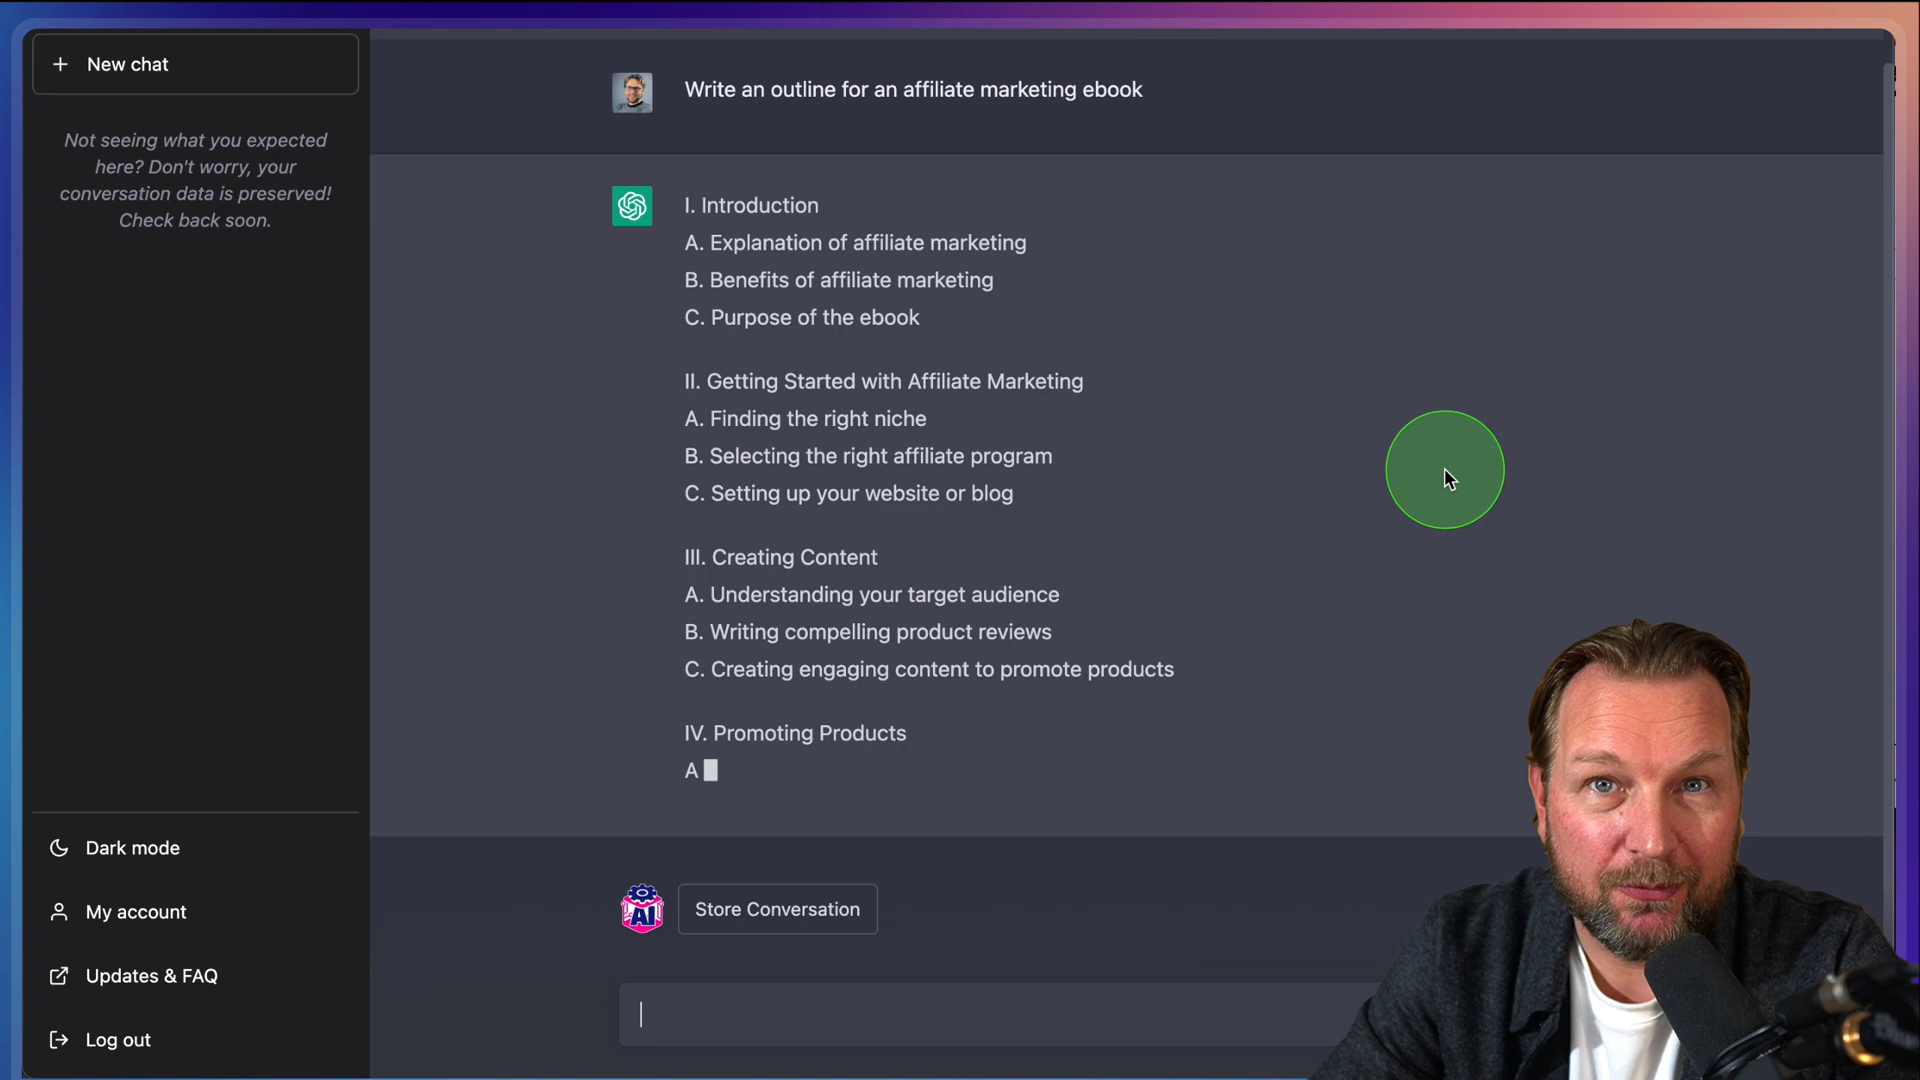 New chat
Not seeing what you expected
here? Don't worry, your
conversation data is preserved!
Check back soon.
Dark mode
My account
Updates & FAQ
Log out
Write an outline for an affiliate marketing ebook
I. Introduction
A. Explanation of affiliate marketing
B. Benefits of affiliate marketing
C. Purpose of the ebook
II. Getting Started with Affiliate Marketing
A. Finding the right niche
B. Selecting the right affiliate program
C. Setting up your website or blog
III. Creating Content
A. Understanding your target audience
B. Writing compelling product reviews
C. Creating engaging content to promote products
IV. Promoting Products
A
AI
Store Conversation